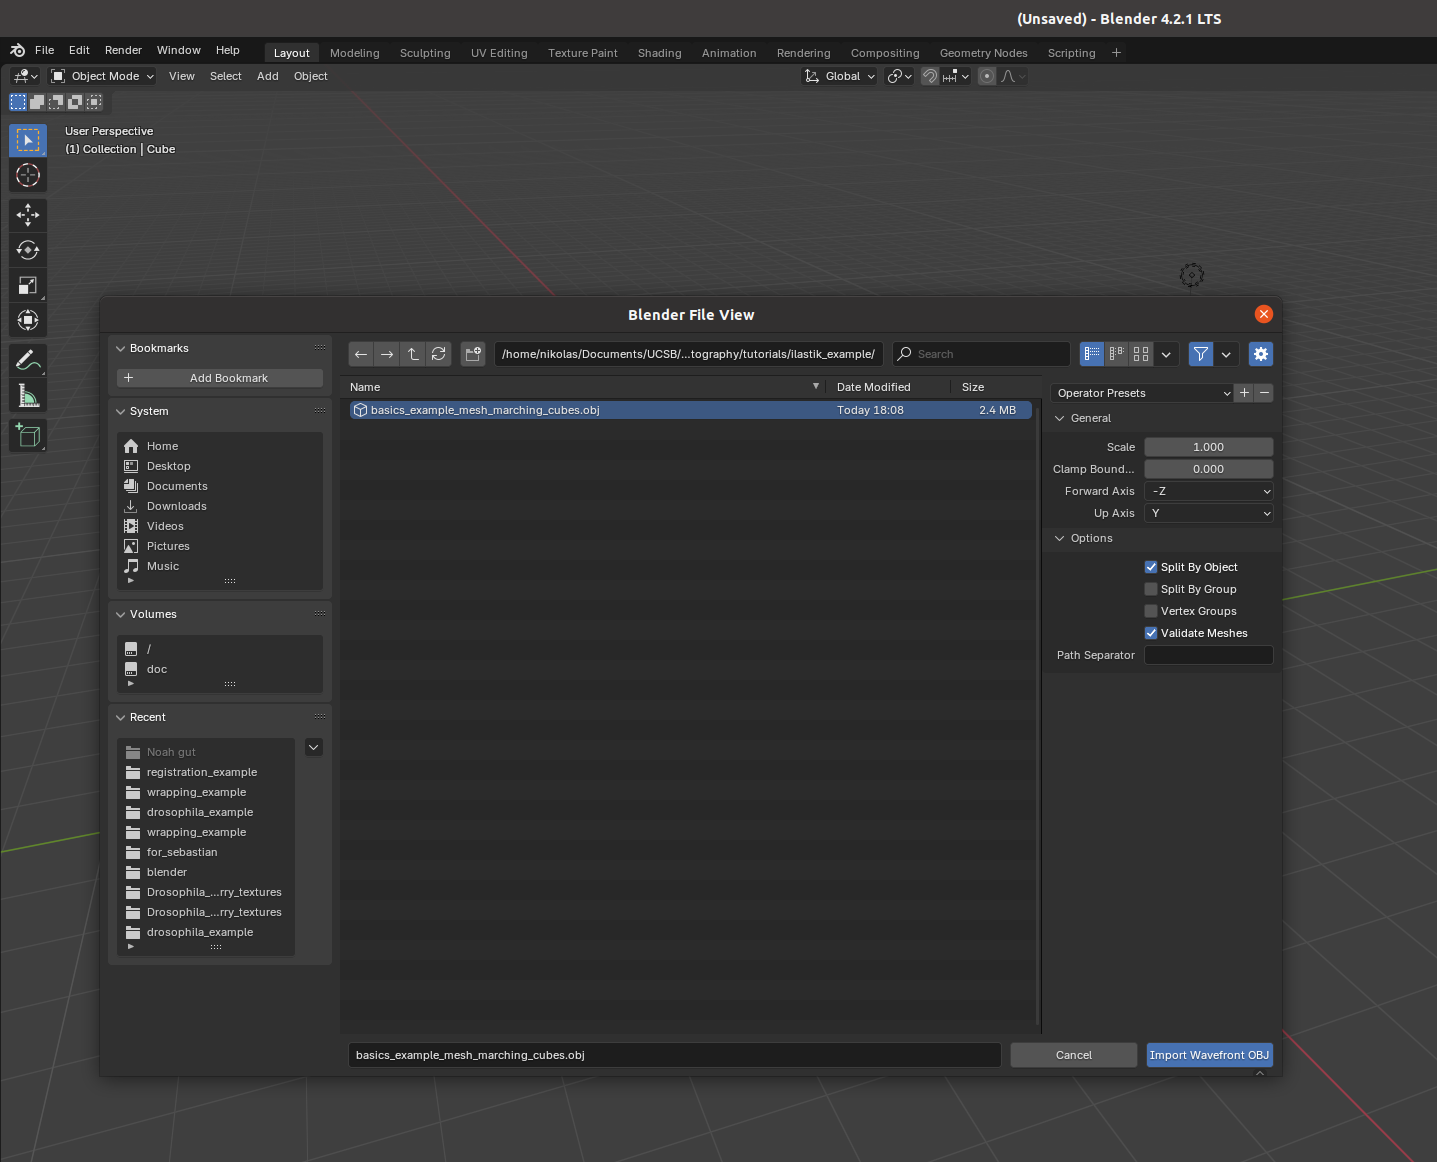 (Unsaved) - Blender 4.2.1 LTS
File Edit Render Window Help Layout Modeling Sculpting UV Editing Texture Paint Shading Animation Rendering Compositing Geometry Nodes Scripting +
Object Mode View Select Add Object Global
User Perspective
(1) Collection | Cube
Blender File View
Bookmarks
+ Add Bookmark
System
Home
Desktop
Documents
Downloads
Videos
Pictures
Music
Volumes
/
doc
Recent
Noah gut
registration_example
wrapping_example
drosophila_example
wrapping_example
for_sebastian
blender
Drosophila_...rry_textures
Drosophila_...rry_textures
drosophila_example
/home/nikolas/Documents/UCSB/...tography/tutorials/ilastik_example/ Search
Name Date Modified Size
basics_example_mesh_marching_cubes.obj Today 18:08 2.4 MB
Operator Presets + −
General
Scale 1.000
Clamp Bound... 0.000
Forward Axis -Z
Up Axis Y
Options
Split By Object
Split By Group
Vertex Groups
Validate Meshes
Path Separator
basics_example_mesh_marching_cubes.obj Cancel Import Wavefront OBJ